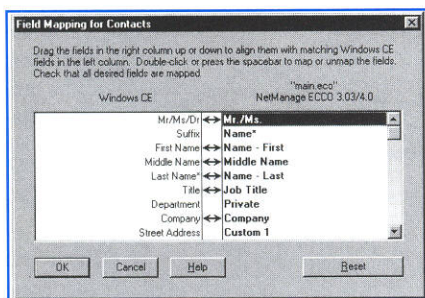 Field Mapping for Contacts
Drag the fields in the right column up or down to align them with matching Windows CE
fields in the left column. Double-click or press the spacebar to map or unmap the fields.
Check that all desired fields are mapped.
"main.eco"
Windows CE NetManage ECCO 3.03/4.0
Mr/Ms/Dr Mr./Ms.
Suffix Name*
First Name Name - First
Middle Name Middle Name
Last Name* Name - Last
Title Job Title
Department Private
Company Company
Street Address Custom 1
OK Cancel Help Reset